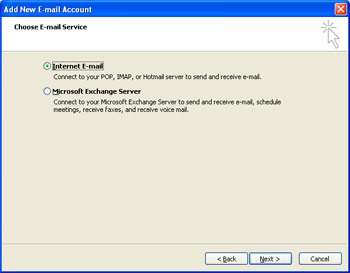 Add New E-mail Account
Choose E-mail Service
Internet E-mail
Connect to your POP, IMAP, or Hotmail server to send and receive e-mail.
Microsoft Exchange Server
Connect to your Microsoft Exchange Server to send and receive e-mail, schedule
meetings, receive faxes, and receive voice mail.
< Back
Next >
Cancel